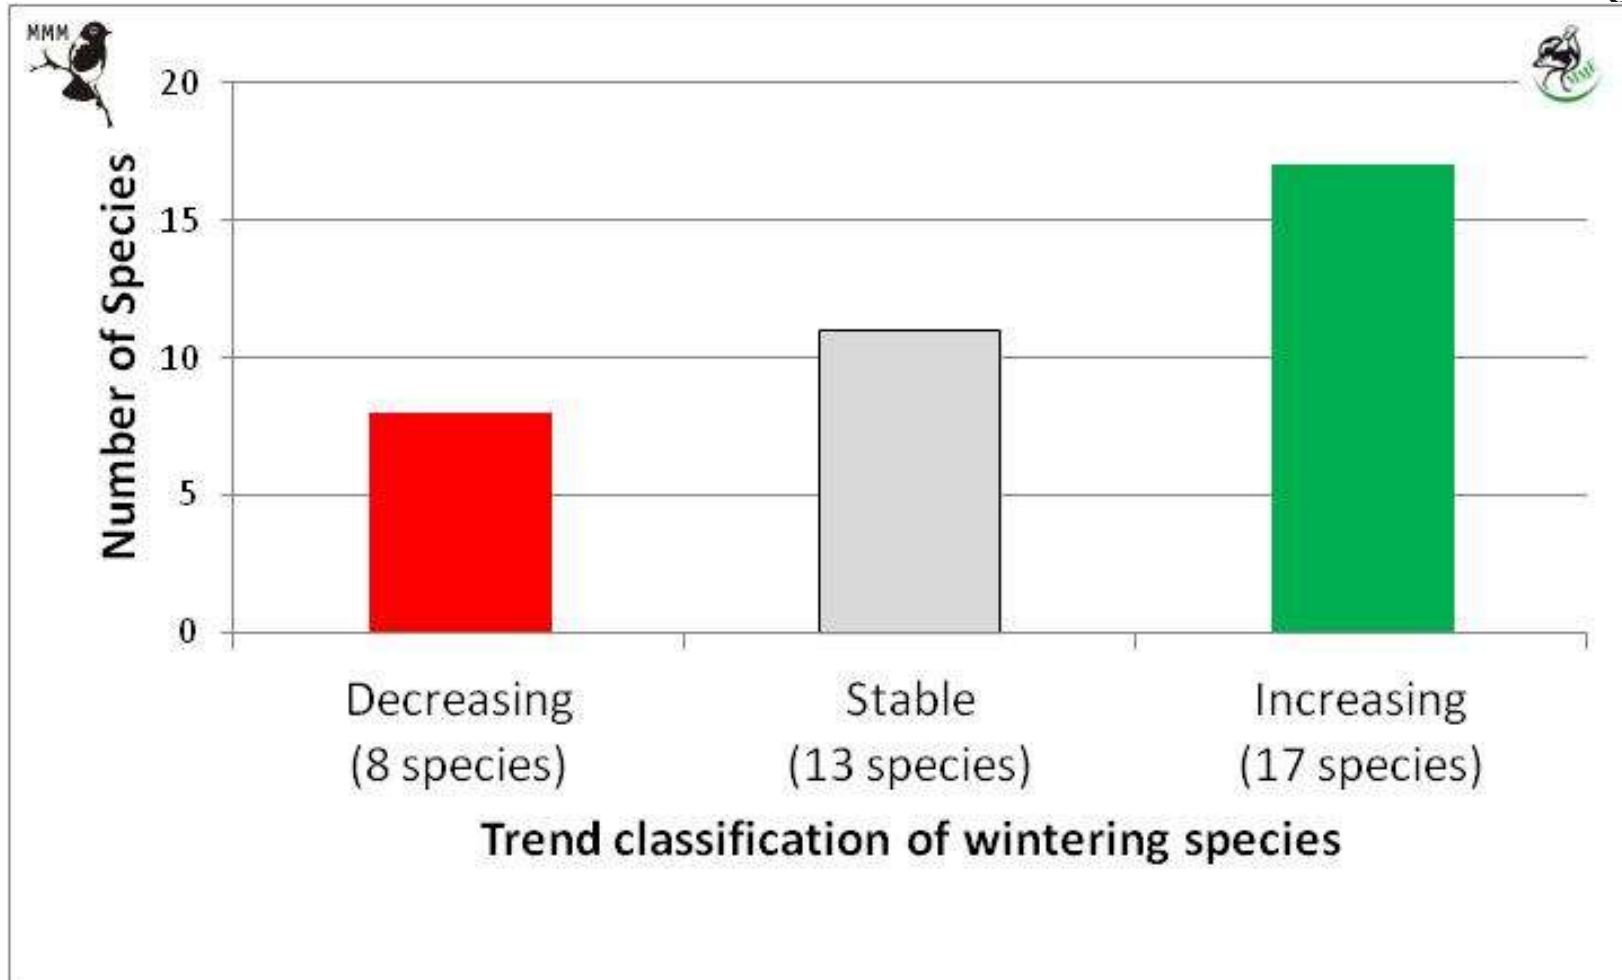 MMM
MME
20
15
10
5
0
Number of Species
Decreasing
(8 species)
Stable
(13 species)
Increasing
(17 species)
Trend classification of wintering species